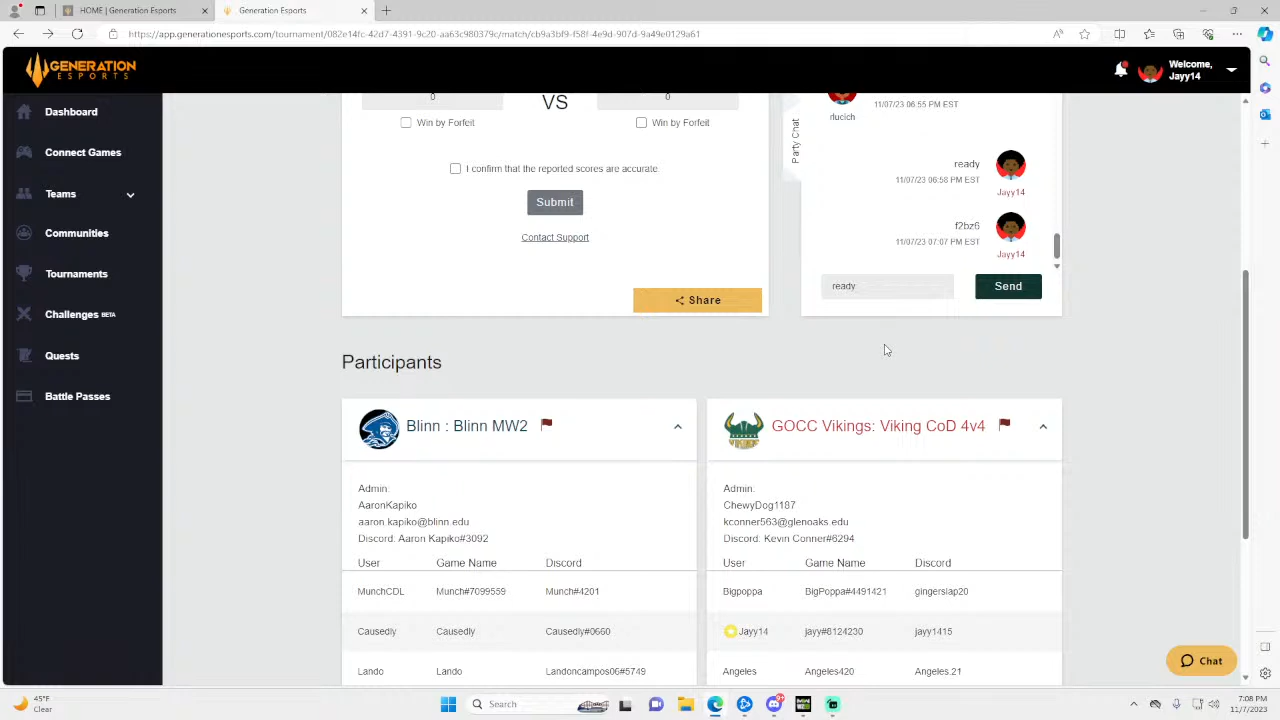 HOME | Generation Esports
Generation Esports
https://app.generationesports.com/tournament/082e14fc-42d7-4391-9c20-aa63c980379c/match/cb9a3bf9-f58f-4e9d-907d-9a49e0129a61
GENERATION
ESPORTS
Welcome,
Jayy14
Dashboard
Connect Games
Teams
Communities
Tournaments
Challenges BETA
Quests
Battle Passes
0
VS
0
Win by Forfeit
Win by Forfeit
I confirm that the reported scores are accurate
Submit
Contact Support
Share
Party Chat
11/07/23 06:55 PM EST
rlucich
ready
11/07/23 06:58 PM EST
Jayy14
f2bz6
11/07/23 07:07 PM EST
Jayy14
ready
Send
Participants
Blinn : Blinn MW2
GOCC Vikings: Viking CoD 4v4
Admin:
AaronKapiko
aaron.kapiko@blinn.edu
Discord: Aaron Kapiko#3092
User Game Name Discord
MunchCDL Munch#7099559 Munch#4201
Causedly Causedly Causedly#0660
Lando Lando Landoncampos06#5749
Admin:
ChewyDog1187
kconner563@glenoaks.edu
Discord: Kevin Conner#6294
User Game Name Discord
Bigpoppa BigPoppa#4491421 gingerslap20
Jayy14 jayy#8124230 jayy1415
Angeles Angeles420 Angeles.21
Chat
45°F
Clear
Search
:08 PM
11/7/2023